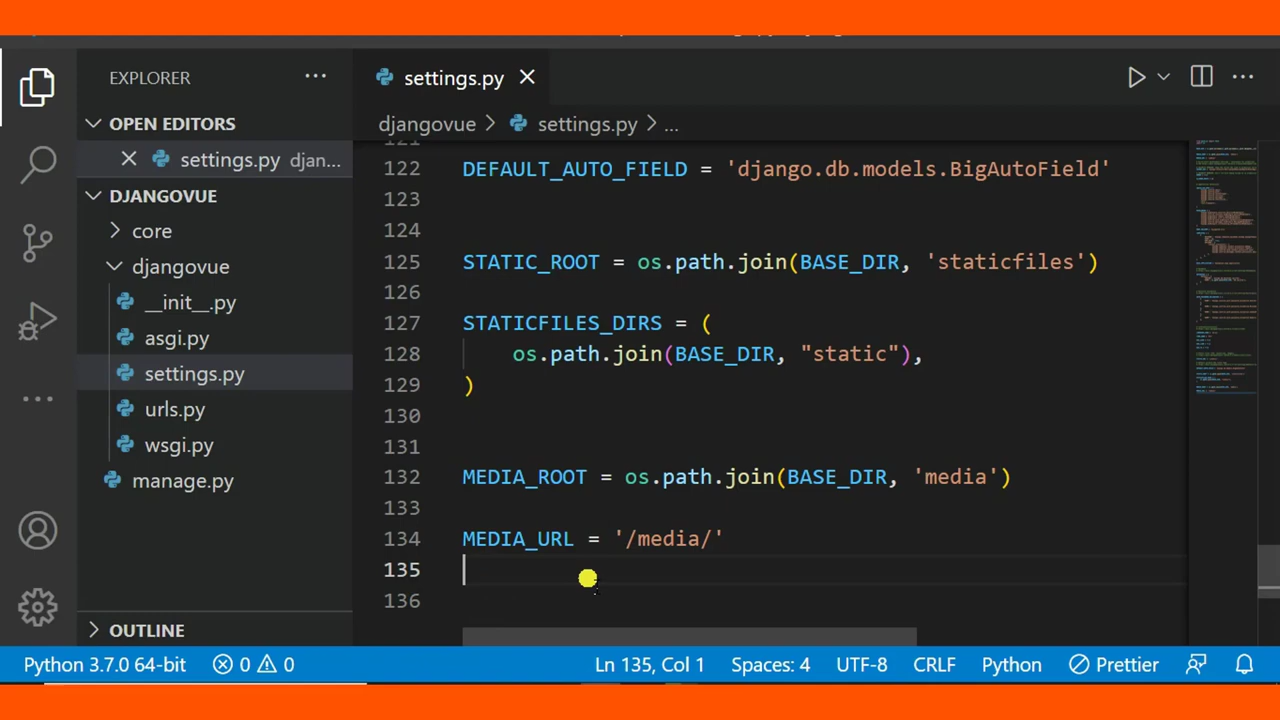 EXPLORER
OPEN EDITORS
settings.py djan...
DJANGOVUE
core
djangovue
__init__.py
asgi.py
settings.py
urls.py
wsgi.py
manage.py
OUTLINE
settings.py
djangovue > settings.py > ...
122 DEFAULT_AUTO_FIELD = 'django.db.models.BigAutoField'
123
124
125 STATIC_ROOT = os.path.join(BASE_DIR, 'staticfiles')
126
127 STATICFILES_DIRS = (
128 os.path.join(BASE_DIR, "static"),
129 )
130
131
132 MEDIA_ROOT = os.path.join(BASE_DIR, 'media')
133
134 MEDIA_URL = '/media/'
135
136
Python 3.7.0 64-bit 0 0 Ln 135, Col 1 Spaces: 4 UTF-8 CRLF Python Prettier